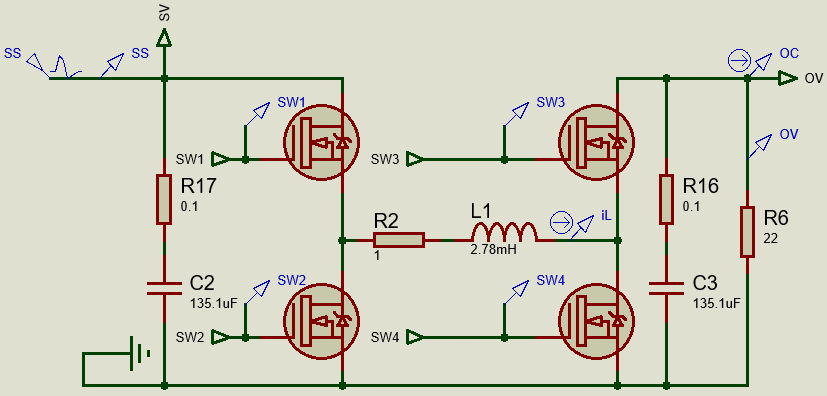 SV
SS
SS
OC
OV
SW1
SW3
OV
SW1
SW3
R17
0.1
R16
0.1
R2
1
L1
2.78mH
iL
R6
22
C2
135.1uF
SW2
SW4
C3
135.1uF
SW2
SW4